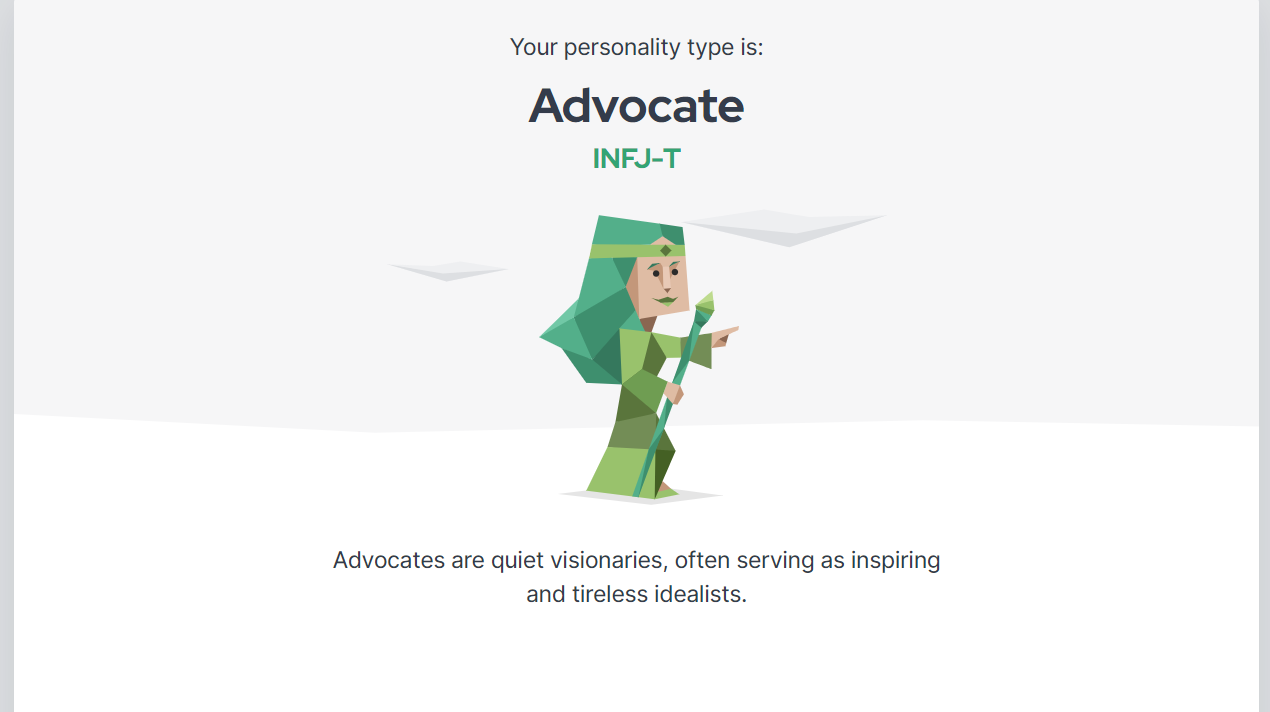 Your personality type is:
Advocate
INFJ-T
Advocates are quiet visionaries, often serving as inspiring
and tireless idealists.